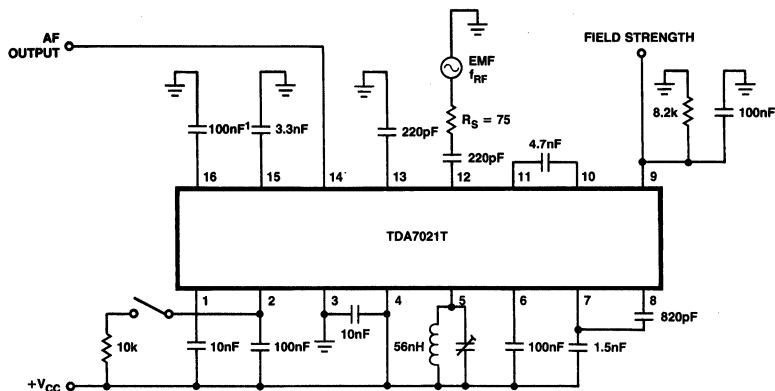 AF
OUTPUT
EMF
fRF
FIELD STRENGTH
RS = 75
100nF1
3.3nF
220pF
220pF
4.7nF
8.2k
100nF
16
15
14
13
12
11
10
9
TDA7021T
1
2
3
4
5
6
7
8
10k
10nF
100nF
10nF
56nH
100nF
1.5nF
820pF
+VCC